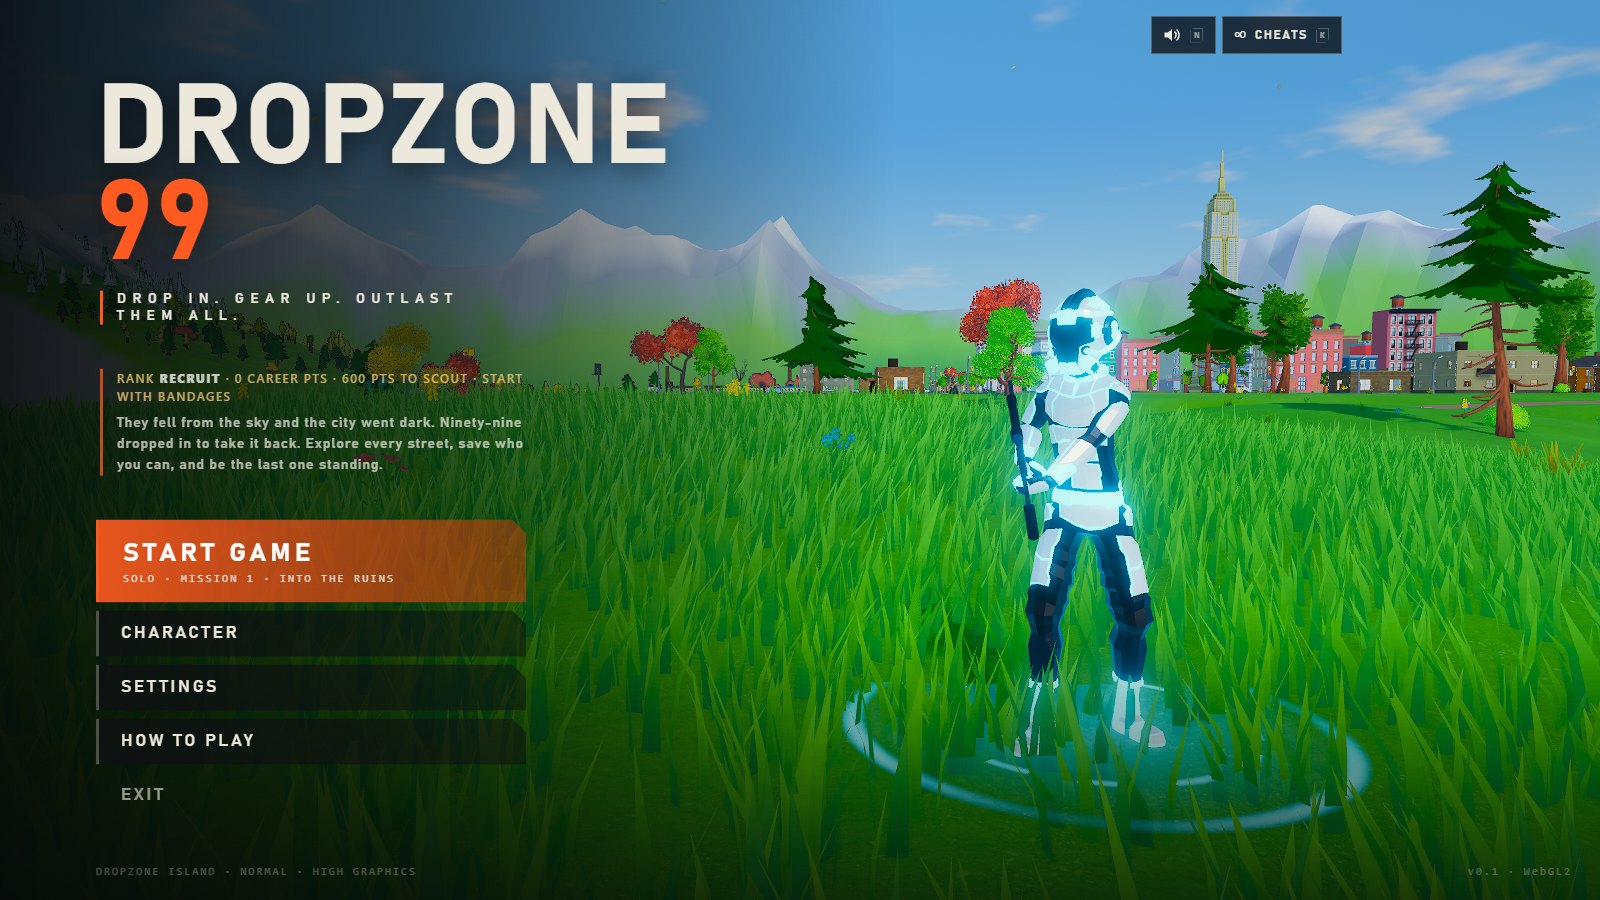 N
CHEATS K
DROPZONE
99
DROP IN. GEAR UP. OUTLAST
THEM ALL.
RANK RECRUIT · 0 CAREER PTS · 600 PTS TO SCOUT · START
WITH BANDAGES
They fell from the sky and the city went dark. Ninety-nine
dropped in to take it back. Explore every street, save who
you can, and be the last one standing.
START GAME
SOLO · MISSION 1 · INTO THE RUINS
CHARACTER
SETTINGS
HOW TO PLAY
EXIT
DROPZONE ISLAND · NORMAL · HIGH GRAPHICS
v0.1 · WebGL2